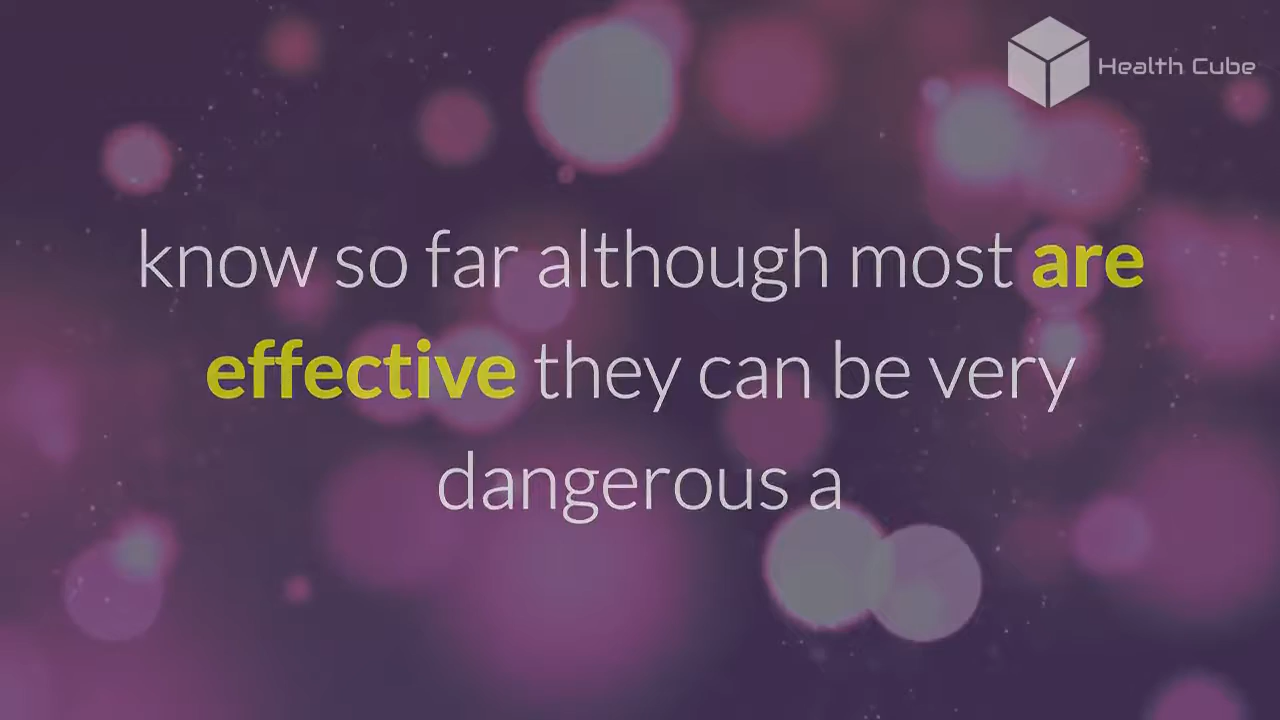 Health Cube
know so far although most are
effective they can be very
dangerous a